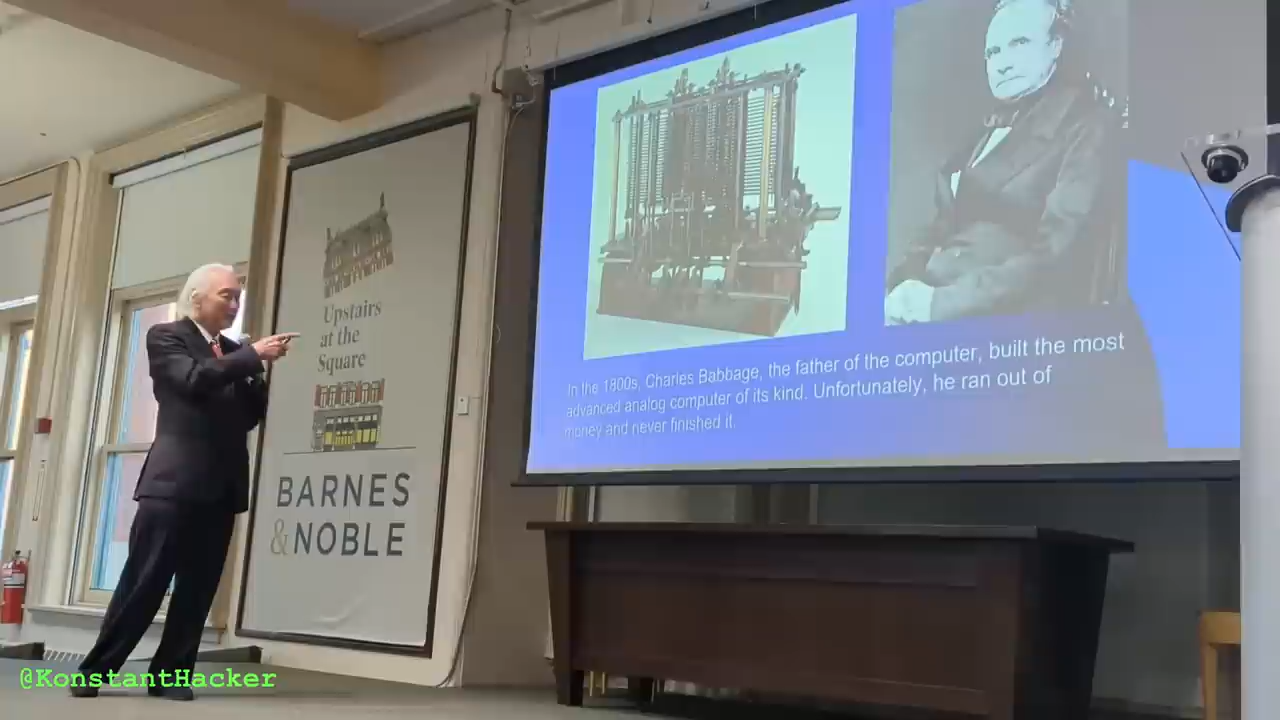 Upstairs
at the
Square
BARNES
&NOBLE
In the 1800s, Charles Babbage, the father of the computer, built the most
advanced analog computer of its kind. Unfortunately, he ran out of
money and never finished it.
@KonstantHacker